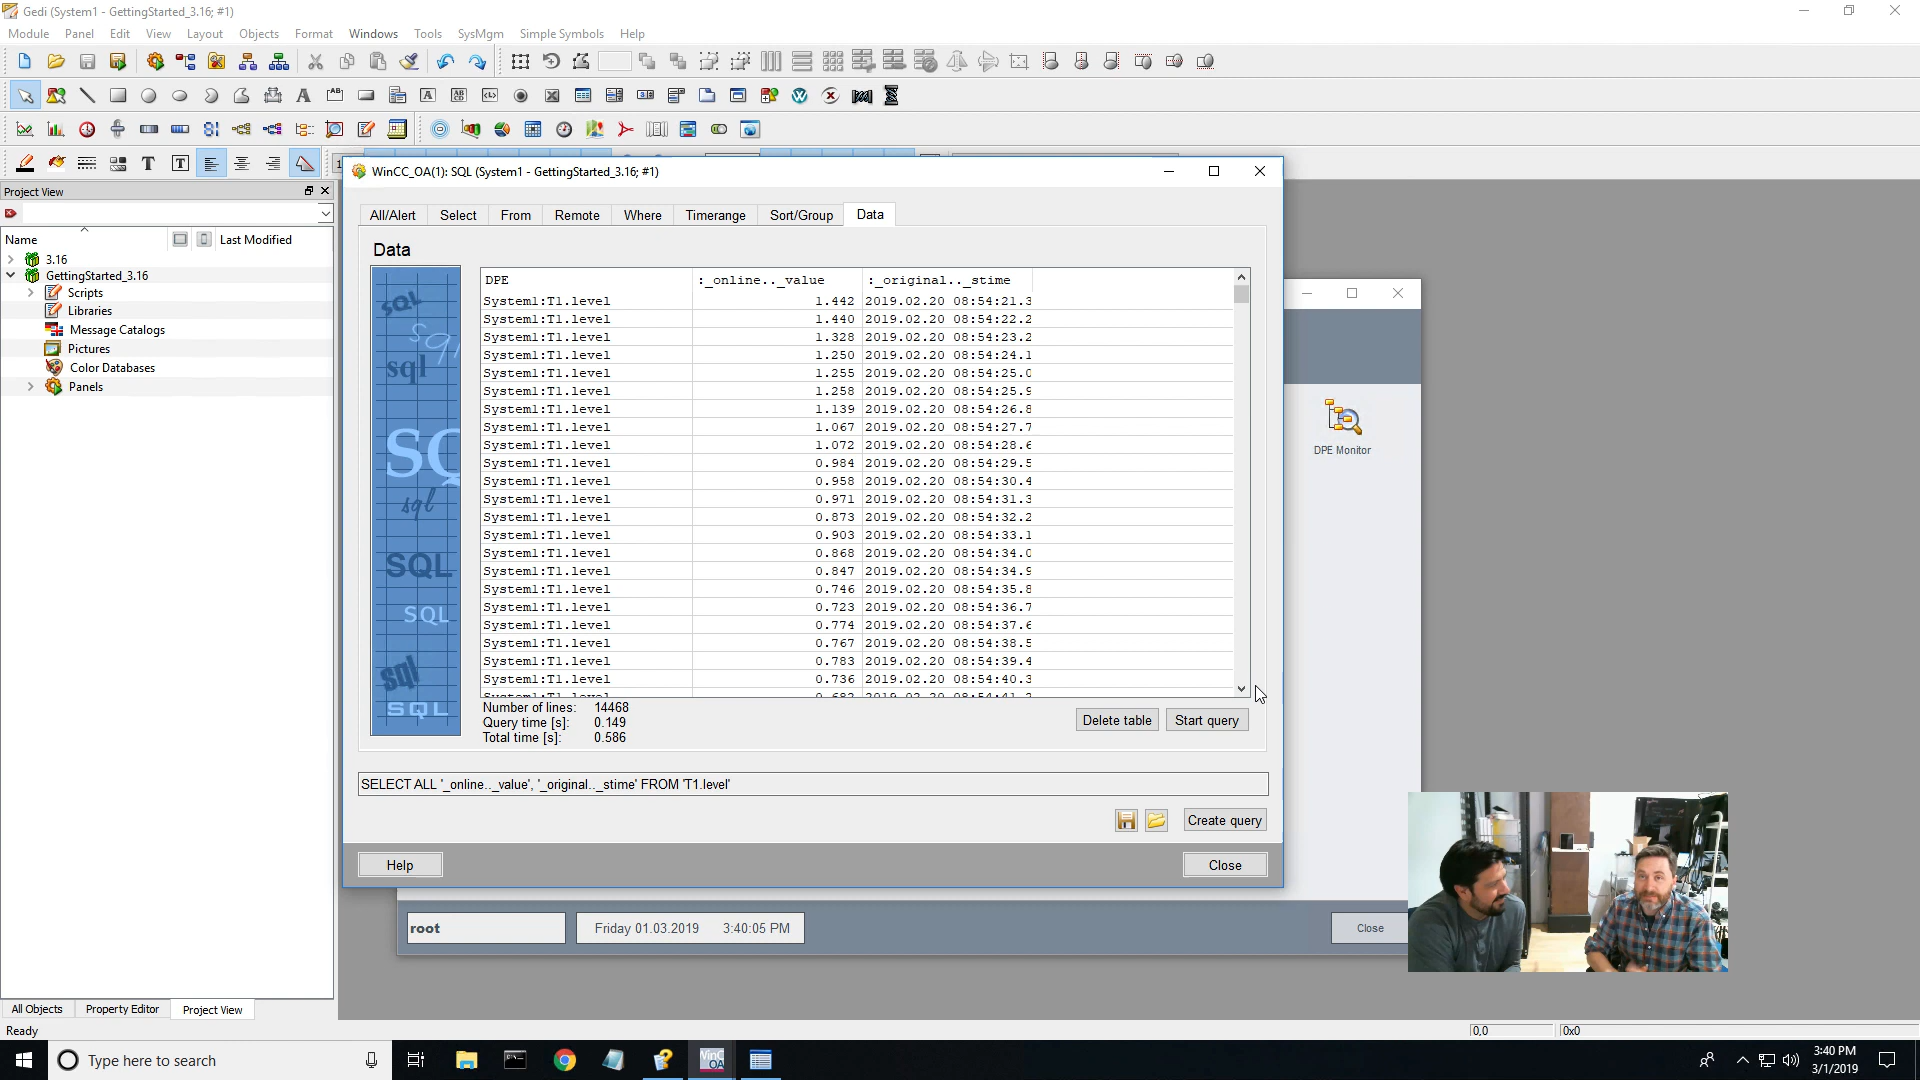 Gedi (System1 - GettingStarted_3.16; #1)
Module Panel Edit View Layout Objects Format Windows Tools SysMgm Simple Symbols Help
Project View
Name Last Modified
3.16
GettingStarted_3.16
Scripts
Libraries
Message Catalogs
Pictures
Color Databases
Panels
WinCC_OA(1): SQL (System1 - GettingStarted_3.16; #1)
All/Alert Select From Remote Where Timerange Sort/Group Data
Data
DPE :_online.._value :_original.._stime
System1:T1.level 1.442 2019.02.20 08:54:21.3
System1:T1.level 1.440 2019.02.20 08:54:22.2
System1:T1.level 1.328 2019.02.20 08:54:23.2
System1:T1.level 1.250 2019.02.20 08:54:24.1
System1:T1.level 1.255 2019.02.20 08:54:25.0
System1:T1.level 1.258 2019.02.20 08:54:25.9
System1:T1.level 1.139 2019.02.20 08:54:26.8
System1:T1.level 1.067 2019.02.20 08:54:27.7
System1:T1.level 1.072 2019.02.20 08:54:28.6
System1:T1.level 0.984 2019.02.20 08:54:29.5
System1:T1.level 0.958 2019.02.20 08:54:30.4
System1:T1.level 0.971 2019.02.20 08:54:31.3
System1:T1.level 0.873 2019.02.20 08:54:32.2
System1:T1.level 0.903 2019.02.20 08:54:33.1
System1:T1.level 0.868 2019.02.20 08:54:34.0
System1:T1.level 0.847 2019.02.20 08:54:34.9
System1:T1.level 0.746 2019.02.20 08:54:35.8
System1:T1.level 0.723 2019.02.20 08:54:36.7
System1:T1.level 0.774 2019.02.20 08:54:37.6
System1:T1.level 0.767 2019.02.20 08:54:38.5
System1:T1.level 0.783 2019.02.20 08:54:39.4
System1:T1.level 0.736 2019.02.20 08:54:40.3
SQL
sql
sql
SQ
sql
SQL
SQL
sql
SQL
Number of lines: 14468
Query time [s]: 0.149
Total time [s]: 0.586
Delete table Start query
SELECT ALL '_online.._value', '_original.._stime' FROM 'T1.level'
Create query
Help Close
DPE Monitor
root Friday 01.03.2019 3:40:05 PM Close
All Objects Property Editor Project View
Ready 0,0 0x0
Type here to search
WinCC
OA
3:40 PM
3/1/2019